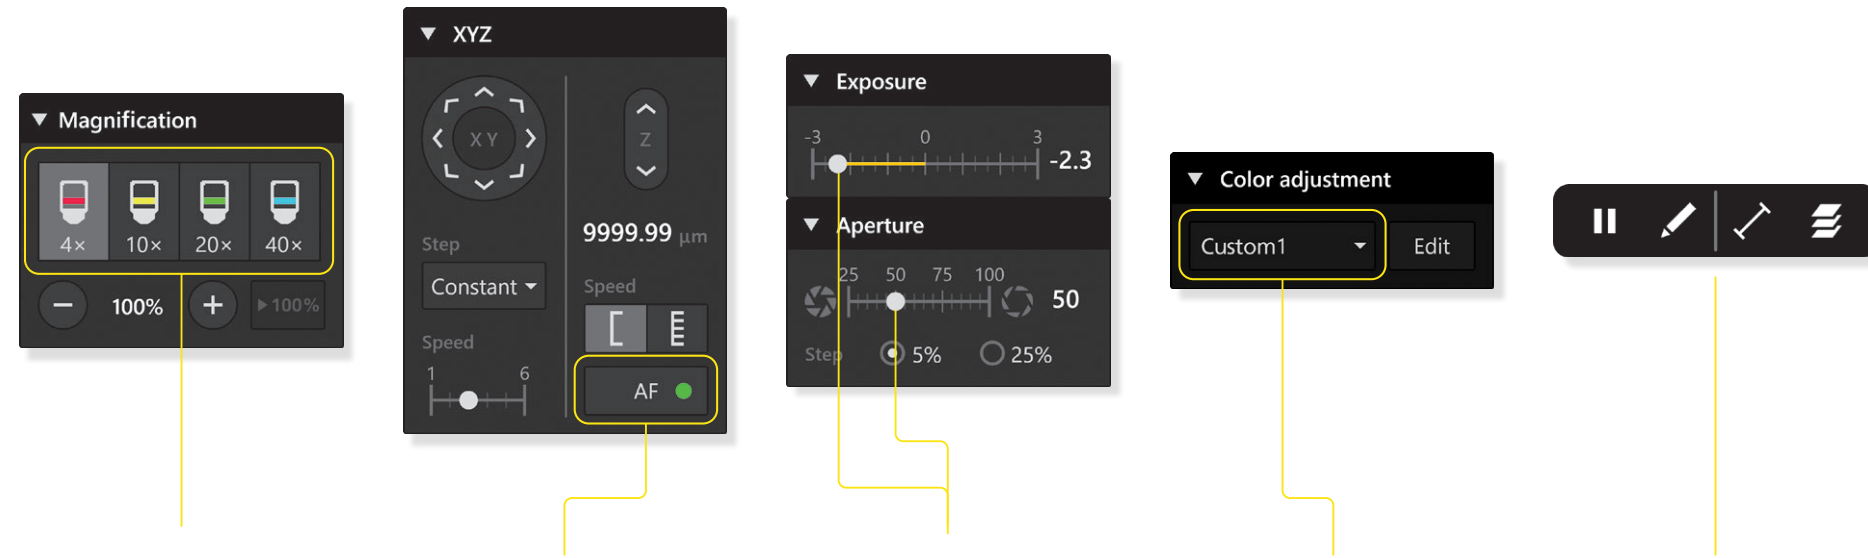 Magnification
4×
10×
20×
40×
100%
100%
XYZ
XY
Z
9999.99 µm
Step
Constant
Speed
1
6
Speed
AF
Exposure
-3
0
3
-2.3
Aperture
25
50
75
100
50
Step
5%
25%
Color adjustment
Custom1
Edit